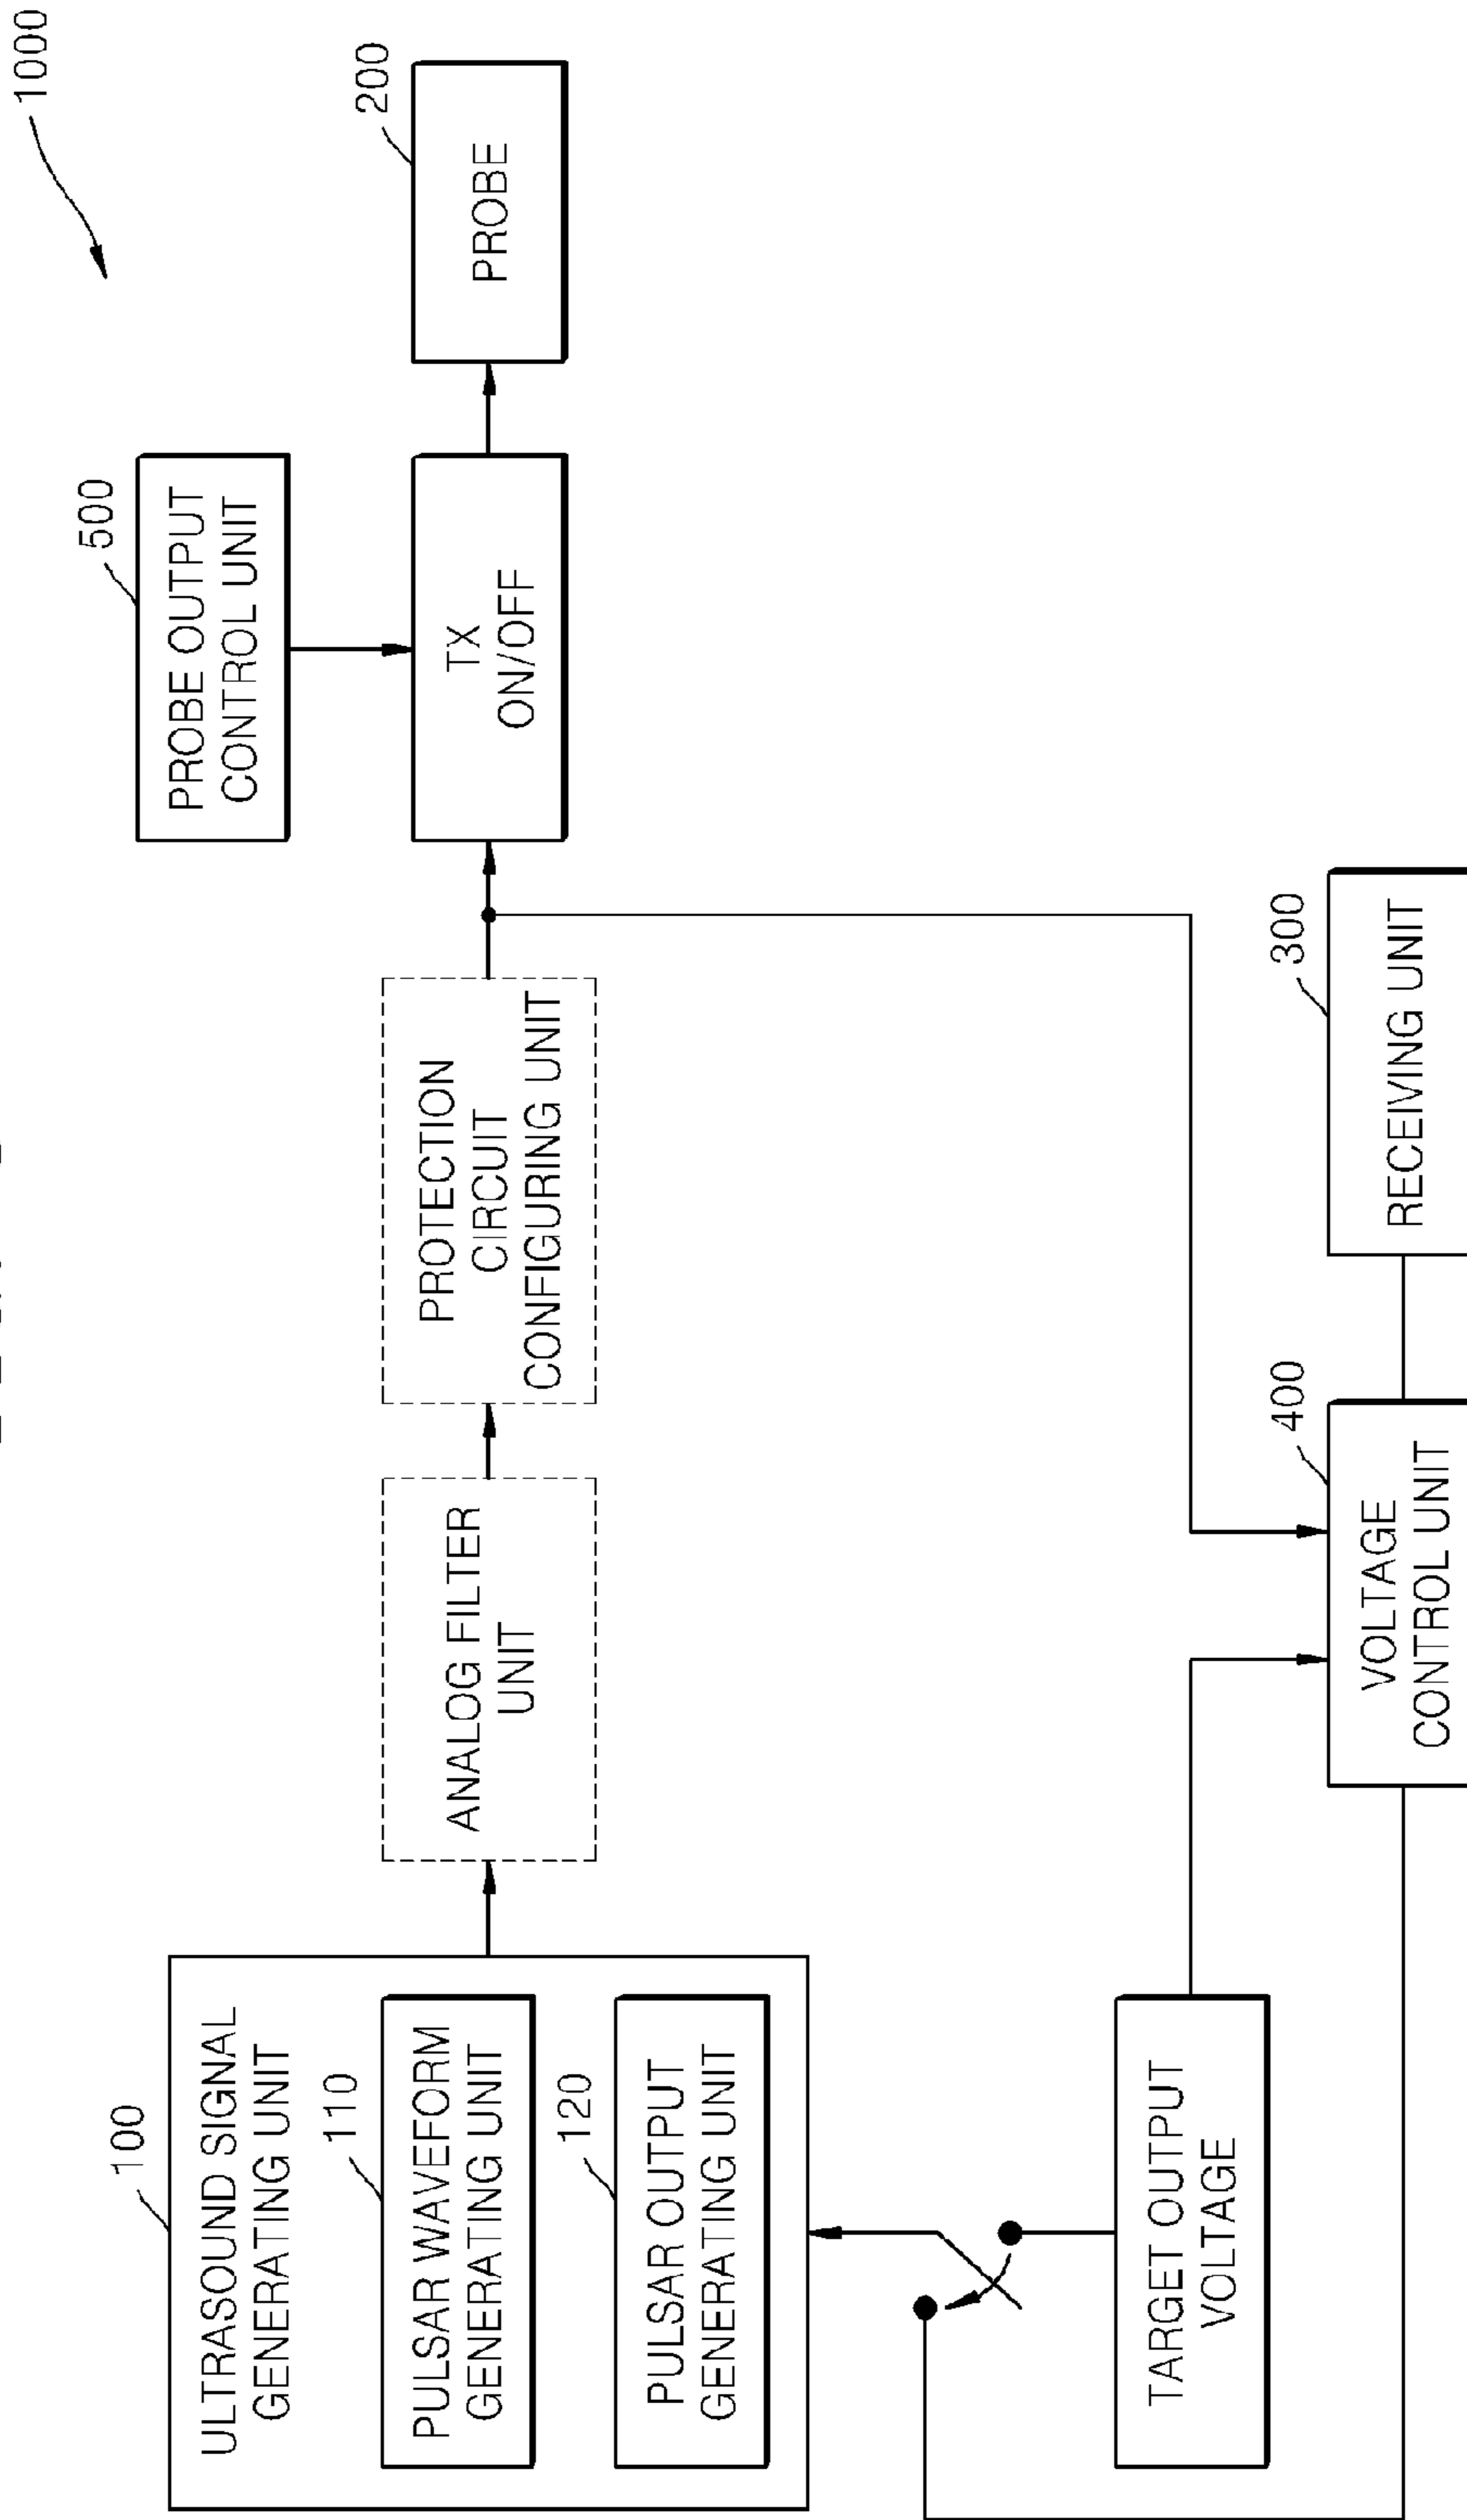 1000
100
ULTRASOUND SIGNAL
GENERATING UNIT
110
PULSAR WAVEFORM
GENERATING UNIT
120
PULSAR OUTPUT
GENERATING UNIT
ANALOG FILTER
UNIT
PROTECTION
CIRCUIT
CONFIGURING UNIT
500
PROBE OUTPUT
CONTROL UNIT
TX
ON/OFF
200
PROBE
TARGET OUTPUT
VOLTAGE
400
VOLTAGE
CONTROL UNIT
300
RECEIVING UNIT